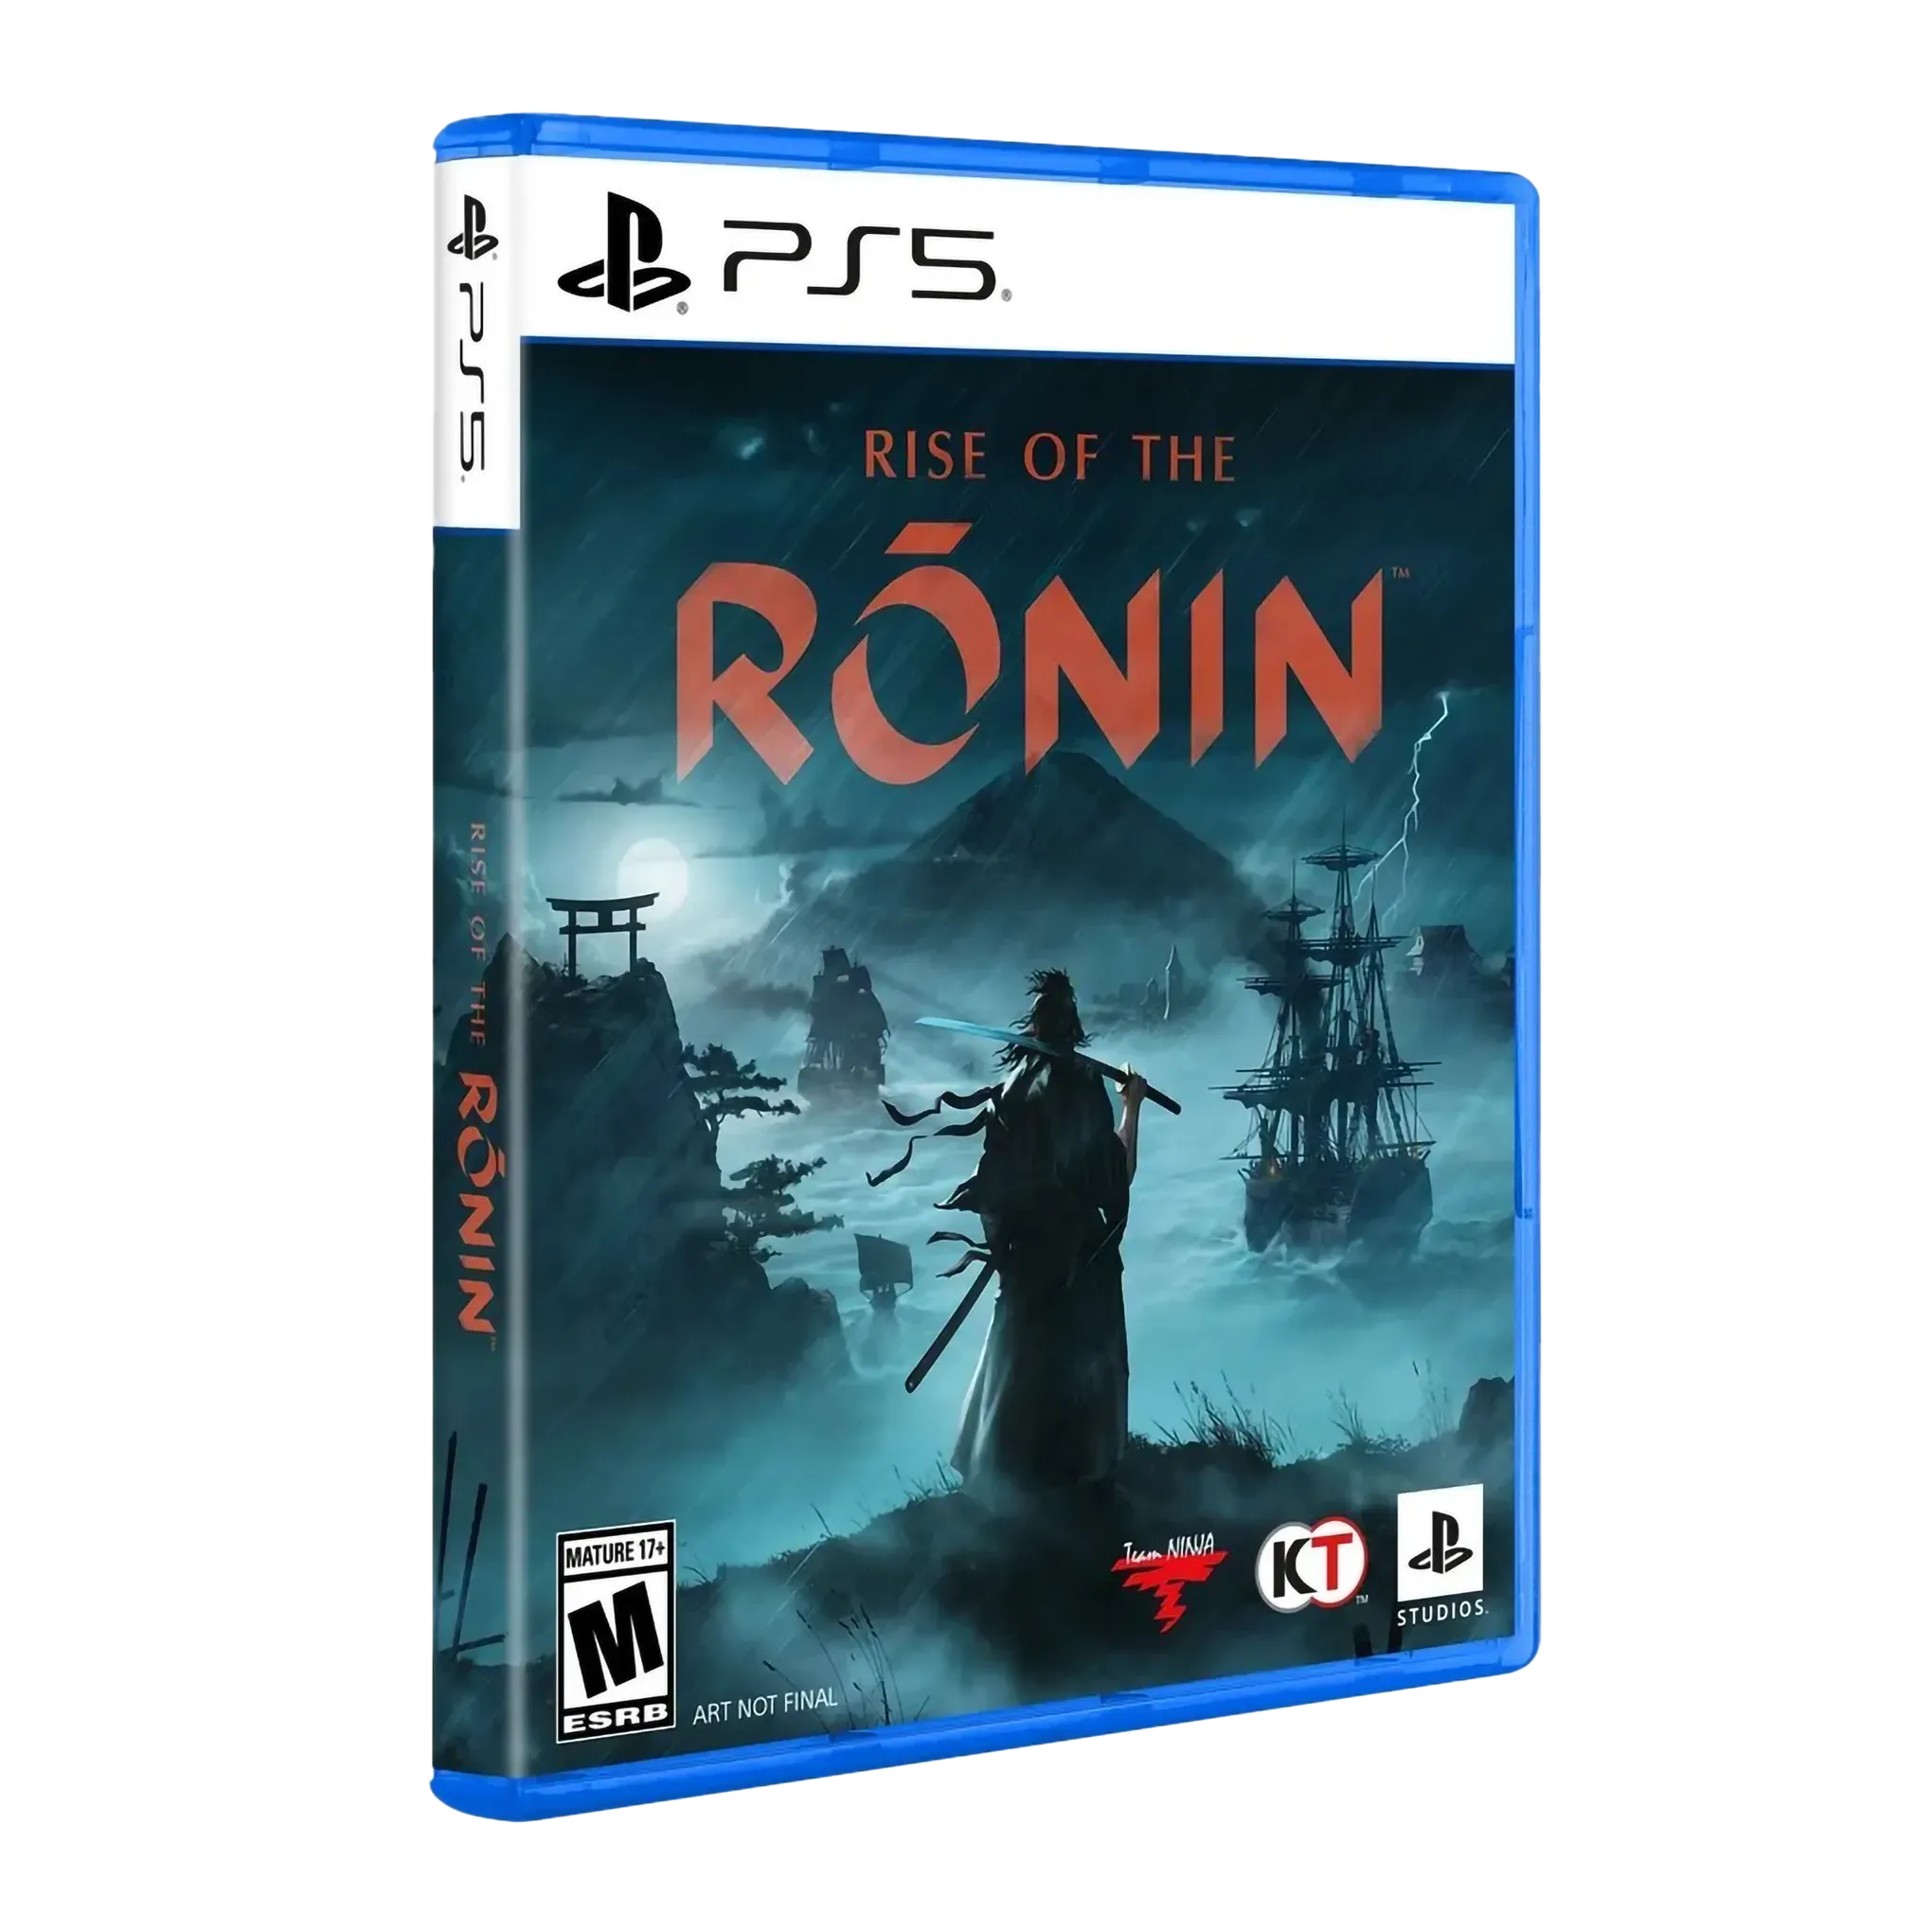 PS5
PS5
RISE OF THE
RŌNIN™
RISE OF THE RŌNIN™
MATURE 17+
M
ESRB
ART NOT FINAL
Team NINJA
KT™
STUDIOS